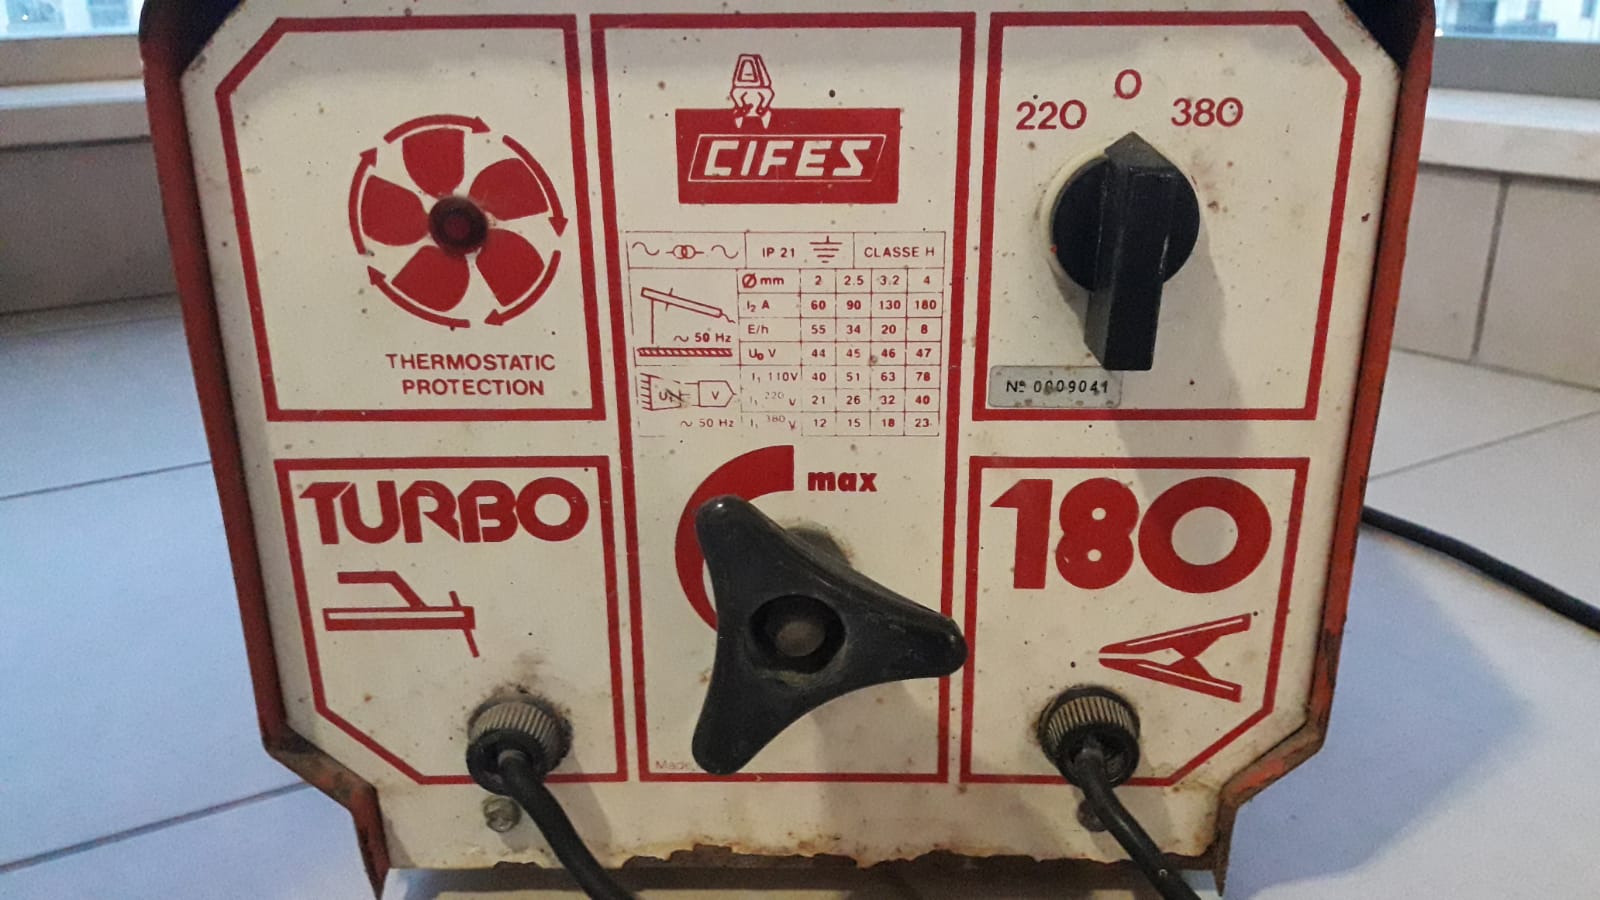 THERMOSTATIC
PROTECTION
CIFES
IP 21
CLASSE H
Ø mm 2 2.5 3.2 4
I₂ A 60 90 130 180
E/h 55 34 20 8
U₀ V 44 45 46 47
I₁ 110V 40 51 63 78
I₁ 220 V 21 26 32 40
I₁ 380 V 12 15 18 23
~ 50 Hz
V
~ 50 Hz
220 0 380
Nº 0009041
TURBO
max
180
Made